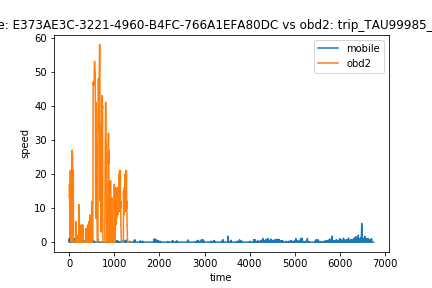 e: E373AE3C-3221-4960-B4FC-766A1EFA80DC vs obd2: trip_TAU99985_
mobile
obd2
60
50
40
30
20
10
0
speed
0 1000 2000 3000 4000 5000 6000 7000
time